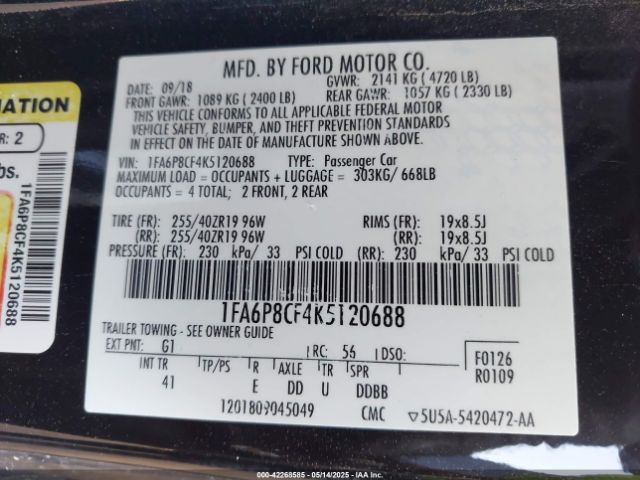 MFD. BY FORD MOTOR CO.
DATE: 09/18
GVWR: 2141 KG ( 4720 LB)
FRONT GAWR: 1089 KG ( 2400 LB)
REAR GAWR: 1057 KG ( 2330 LB)
THIS VEHICLE CONFORMS TO ALL APPLICABLE FEDERAL MOTOR
VEHICLE SAFETY, BUMPER, AND THEFT PREVENTION STANDARDS
IN EFFECT ON THE DATE OF MANUFACTURE SHOWN ABOVE.
VIN: 1FA6P8CF4K5120688 TYPE: Passenger Car
MAXIMUM LOAD = OCCUPANTS + LUGGAGE = 303KG/ 668LB
OCCUPANTS = 4 TOTAL; 2 FRONT, 2 REAR
TIRE (FR): 255/40ZR19 96W RIMS (FR): 19x8.5J
(RR): 255/40ZR19 96W (RR): 19x8.5J
PRESSURE (FR): 230 kPa/ 33 PSI COLD (RR): 230 kPa/ 33 PSI COLD
1FA6P8CF4K5120688
TRAILER TOWING - SEE OWNER GUIDE
EXT PNT: G1 RC: 56 DSO: F0126
INT TR TP/PS R AXLE TR SPR R0109
41 E DD U DDBB
1201809045049 CMC ▽5U5A-5420472-AA
MATION
R: 2
bs.
1FA6P8CF4K5120688
000-42268585 - 05/14/2025 - IAAI.COM